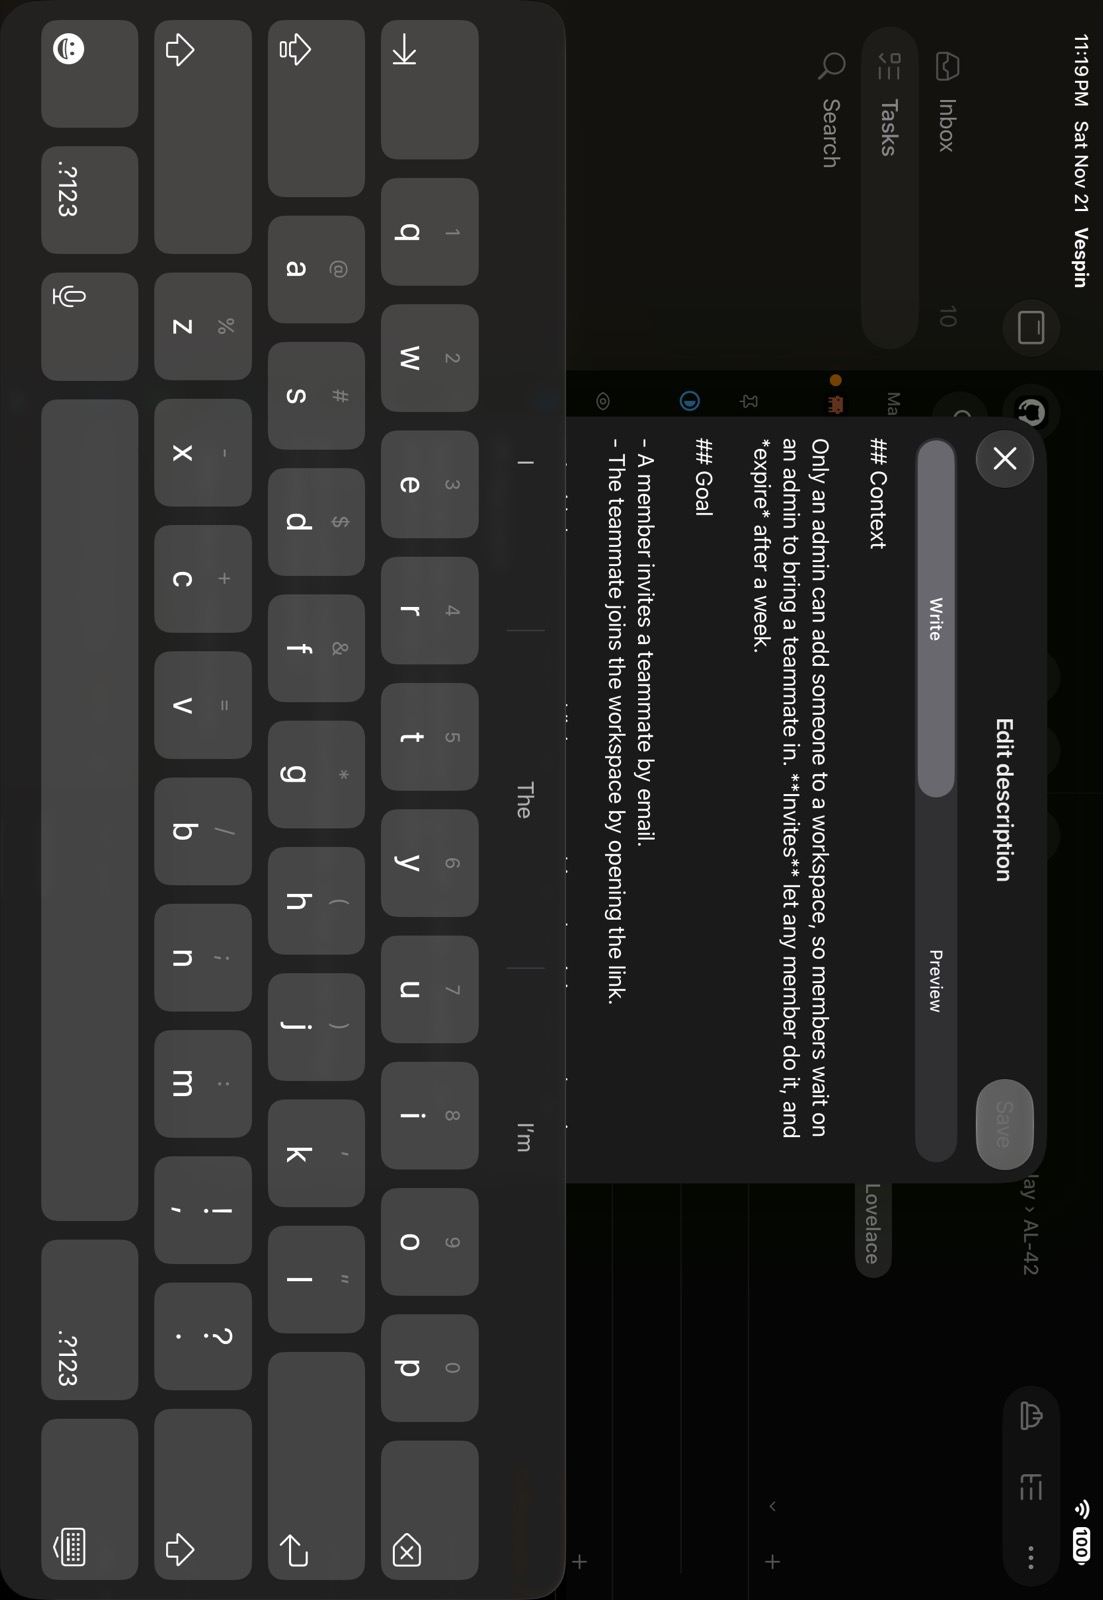 11:19 PM Sat Nov 21 Vespin
100
Inbox 10
Tasks
Search
Edit description
Save
AL-42
Write
Preview
Lovelace
## Context
Only an admin can add someone to a workspace, so members wait on
an admin to bring a teammate in. **Invites** let any member do it, and
*expire* after a week.
## Goal
- A member invites a teammate by email.
- The teammate joins the workspace by opening the link.
I The I'm
1 2 3 4 5 6 7 8 9 0
q w e r t y u i o p
@ # $ & * ( ) ' "
a s d f g h j k l
% - + = / ; : ! ?
z x c v b n m , .
.?123 .?123